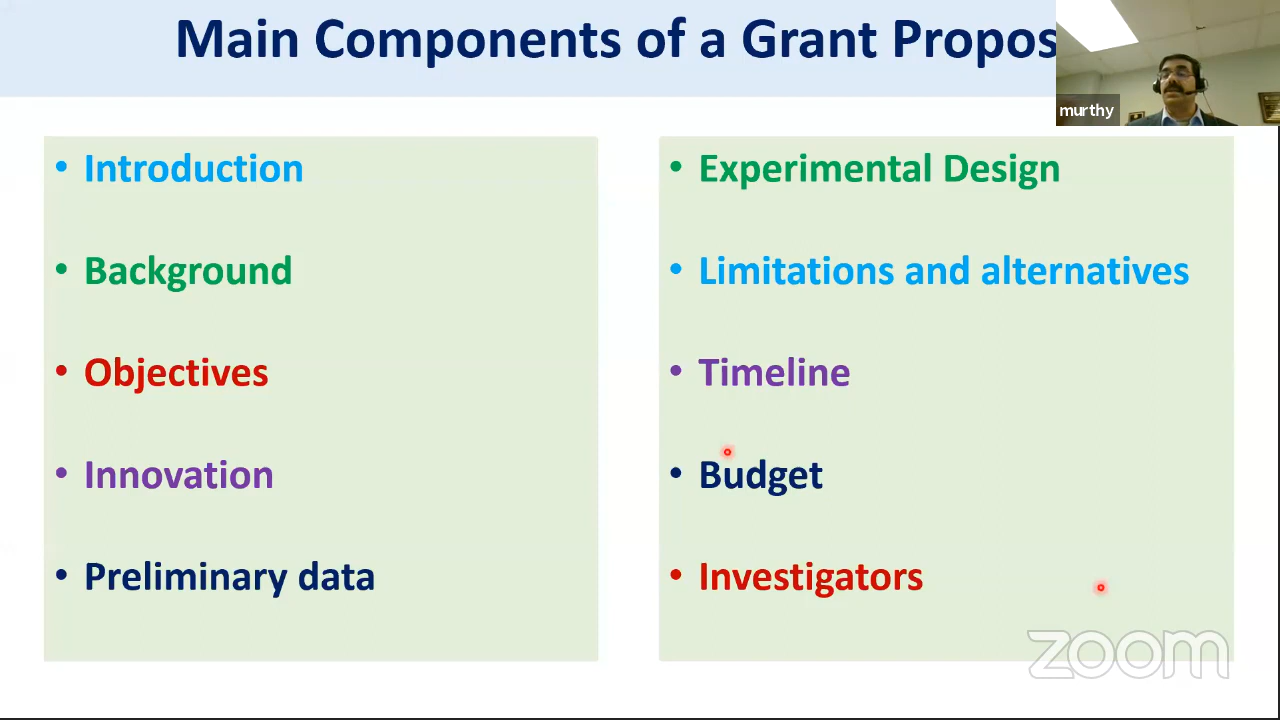 Main Components of a Grant Propos
murthy
• Introduction
• Background
• Objectives
• Innovation
• Preliminary data
• Experimental Design
• Limitations and alternatives
• Timeline
• Budget
• Investigators
zoom